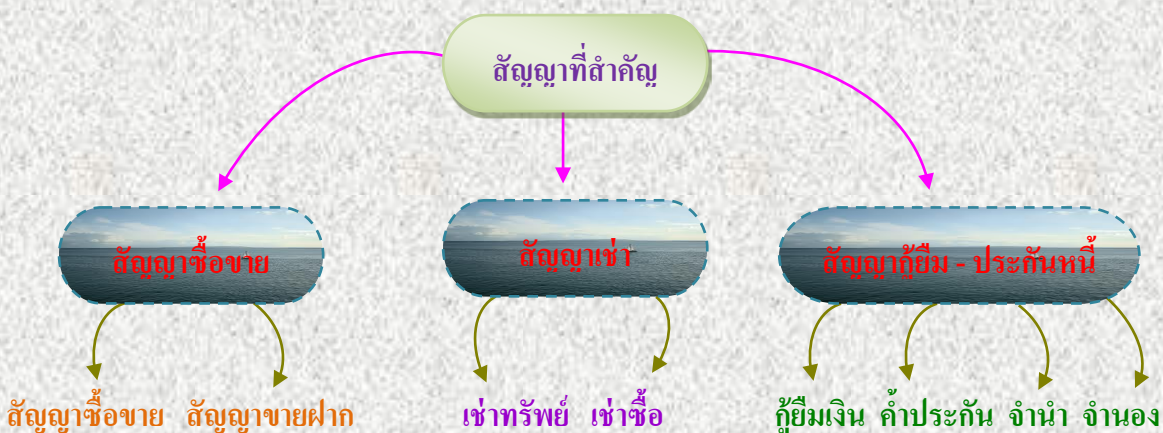 สัญญาที่สำคัญ
สัญญาซื้อขาย
สัญญาเช่า
สัญญากู้ยืม - ประกันหนี้
สัญญาซื้อขาย สัญญาขายฝาก
เช่าทรัพย์ เช่าซื้อ
กู้ยืมเงิน ค้ำประกัน จำนำ จำนอง